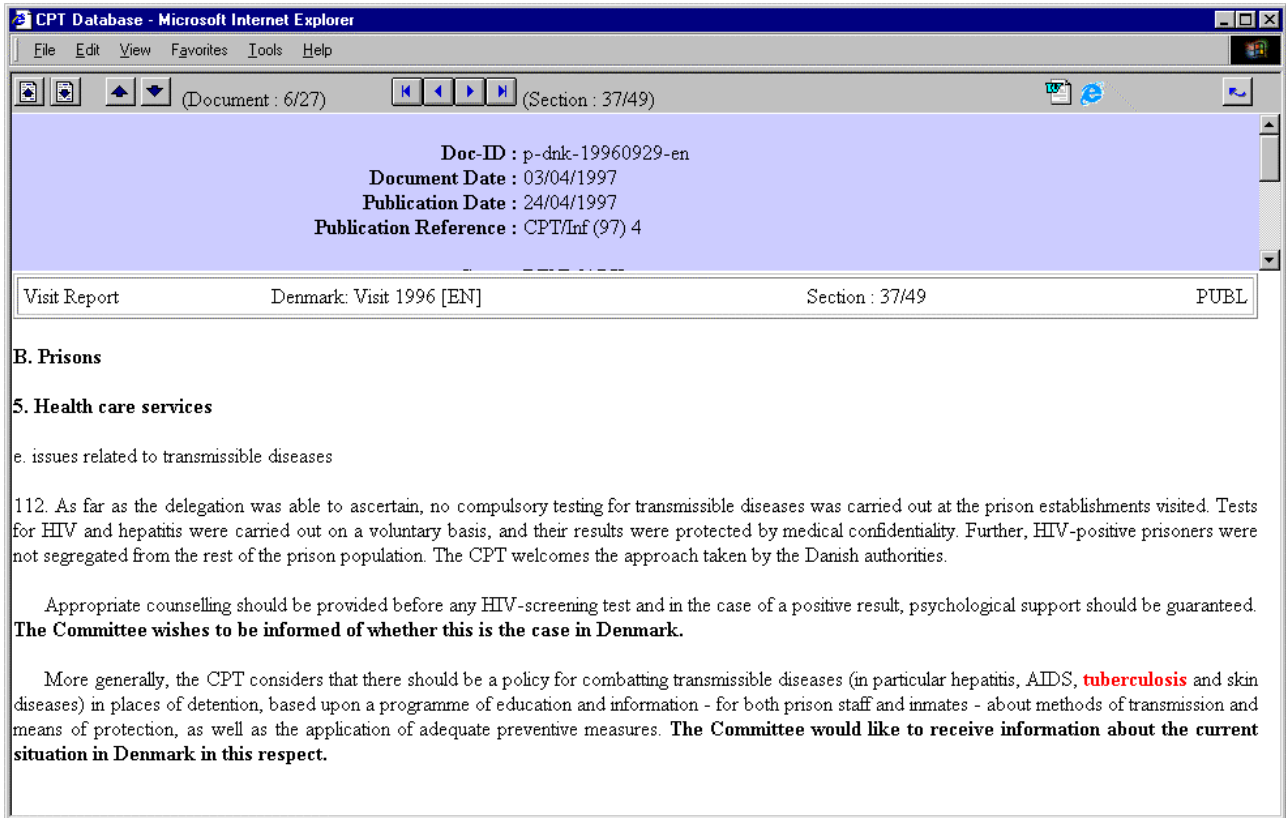 CPT Database - Microsoft Internet Explorer
File Edit View Favorites Tools Help
(Document : 6/27) (Section : 37/49)
Doc-ID : p-dnk-19960929-en
Document Date : 03/04/1997
Publication Date : 24/04/1997
Publication Reference : CPT/Inf (97) 4
Visit Report Denmark: Visit 1996 [EN] Section : 37/49 PUBL
B. Prisons
5. Health care services
e. issues related to transmissible diseases
112. As far as the delegation was able to ascertain, no compulsory testing for transmissible diseases was carried out at the prison establishments visited. Tests
for HIV and hepatitis were carried out on a voluntary basis, and their results were protected by medical confidentiality. Further, HIV-positive prisoners were
not segregated from the rest of the prison population. The CPT welcomes the approach taken by the Danish authorities.
Appropriate counselling should be provided before any HIV-screening test and in the case of a positive result, psychological support should be guaranteed.
The Committee wishes to be informed of whether this is the case in Denmark.
More generally, the CPT considers that there should be a policy for combatting transmissible diseases (in particular hepatitis, AIDS, tuberculosis and skin
diseases) in places of detention, based upon a programme of education and information - for both prison staff and inmates - about methods of transmission and
means of protection, as well as the application of adequate preventive measures. The Committee would like to receive information about the current
situation in Denmark in this respect.